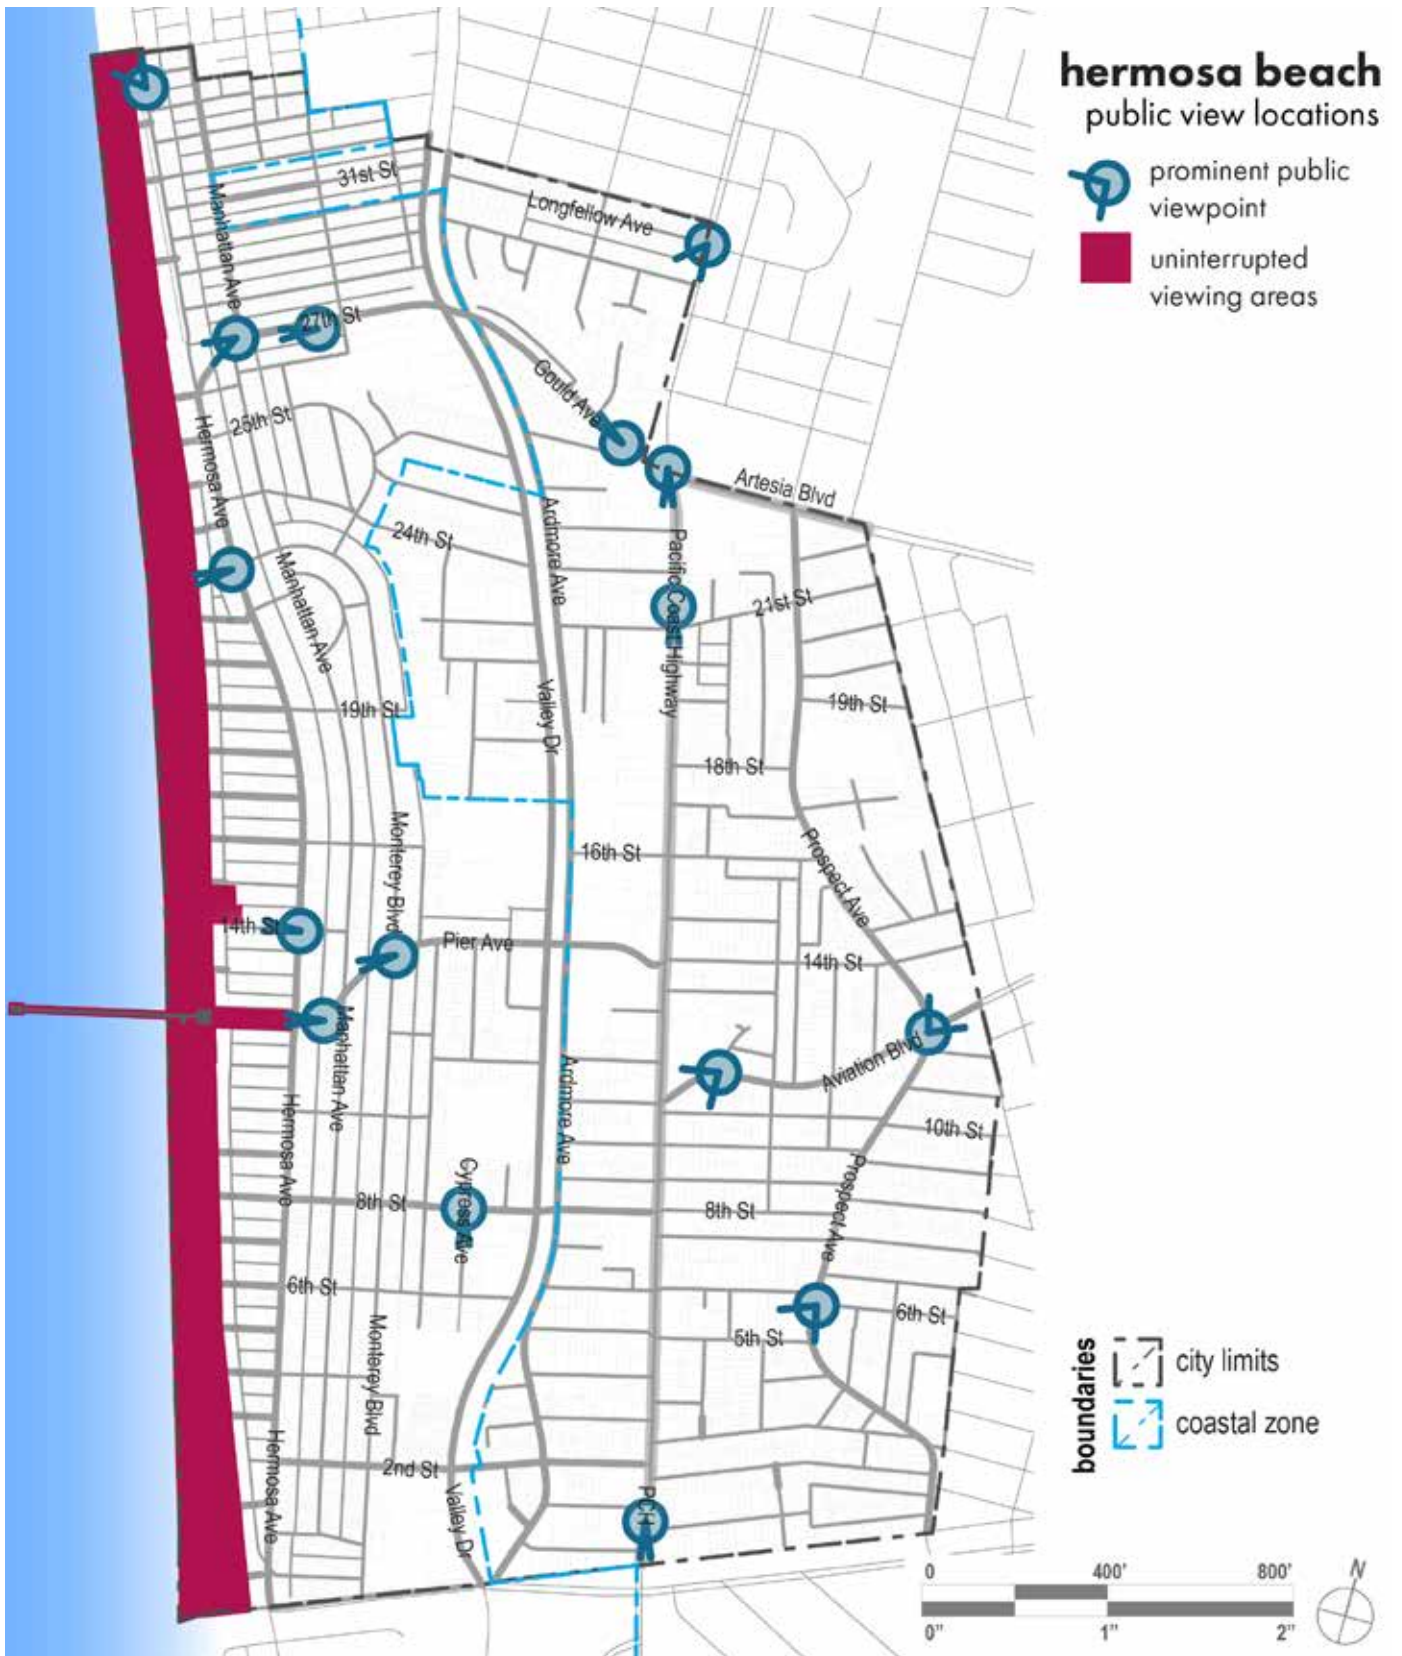 hermosa beach
public view locations
prominent public
viewpoint
uninterrupted
viewing areas
31st St
Longfellow Ave
Manhattan Ave
27th St
Gould Ave
25th St
Hermosa Ave
Artesia Blvd
24th St
Ardmore Ave
Pacific Coast Highway
Manhattan Ave
21st St
19th St
Valley Dr
19th St
18th St
Monterey Blvd
16th St
Prospect Ave
14th St
Pier Ave
14th St
Manhattan Ave
Aviation Blvd
Ardmore Ave
Hermosa Ave
10th St
Cypress Ave
Prospect Ave
8th St
8th St
6th St
6th St
5th St
Monterey Blvd
Hermosa Ave
2nd St
Valley Dr
PCH
boundaries
city limits
coastal zone
0 400' 800'
0" 1" 2"
N